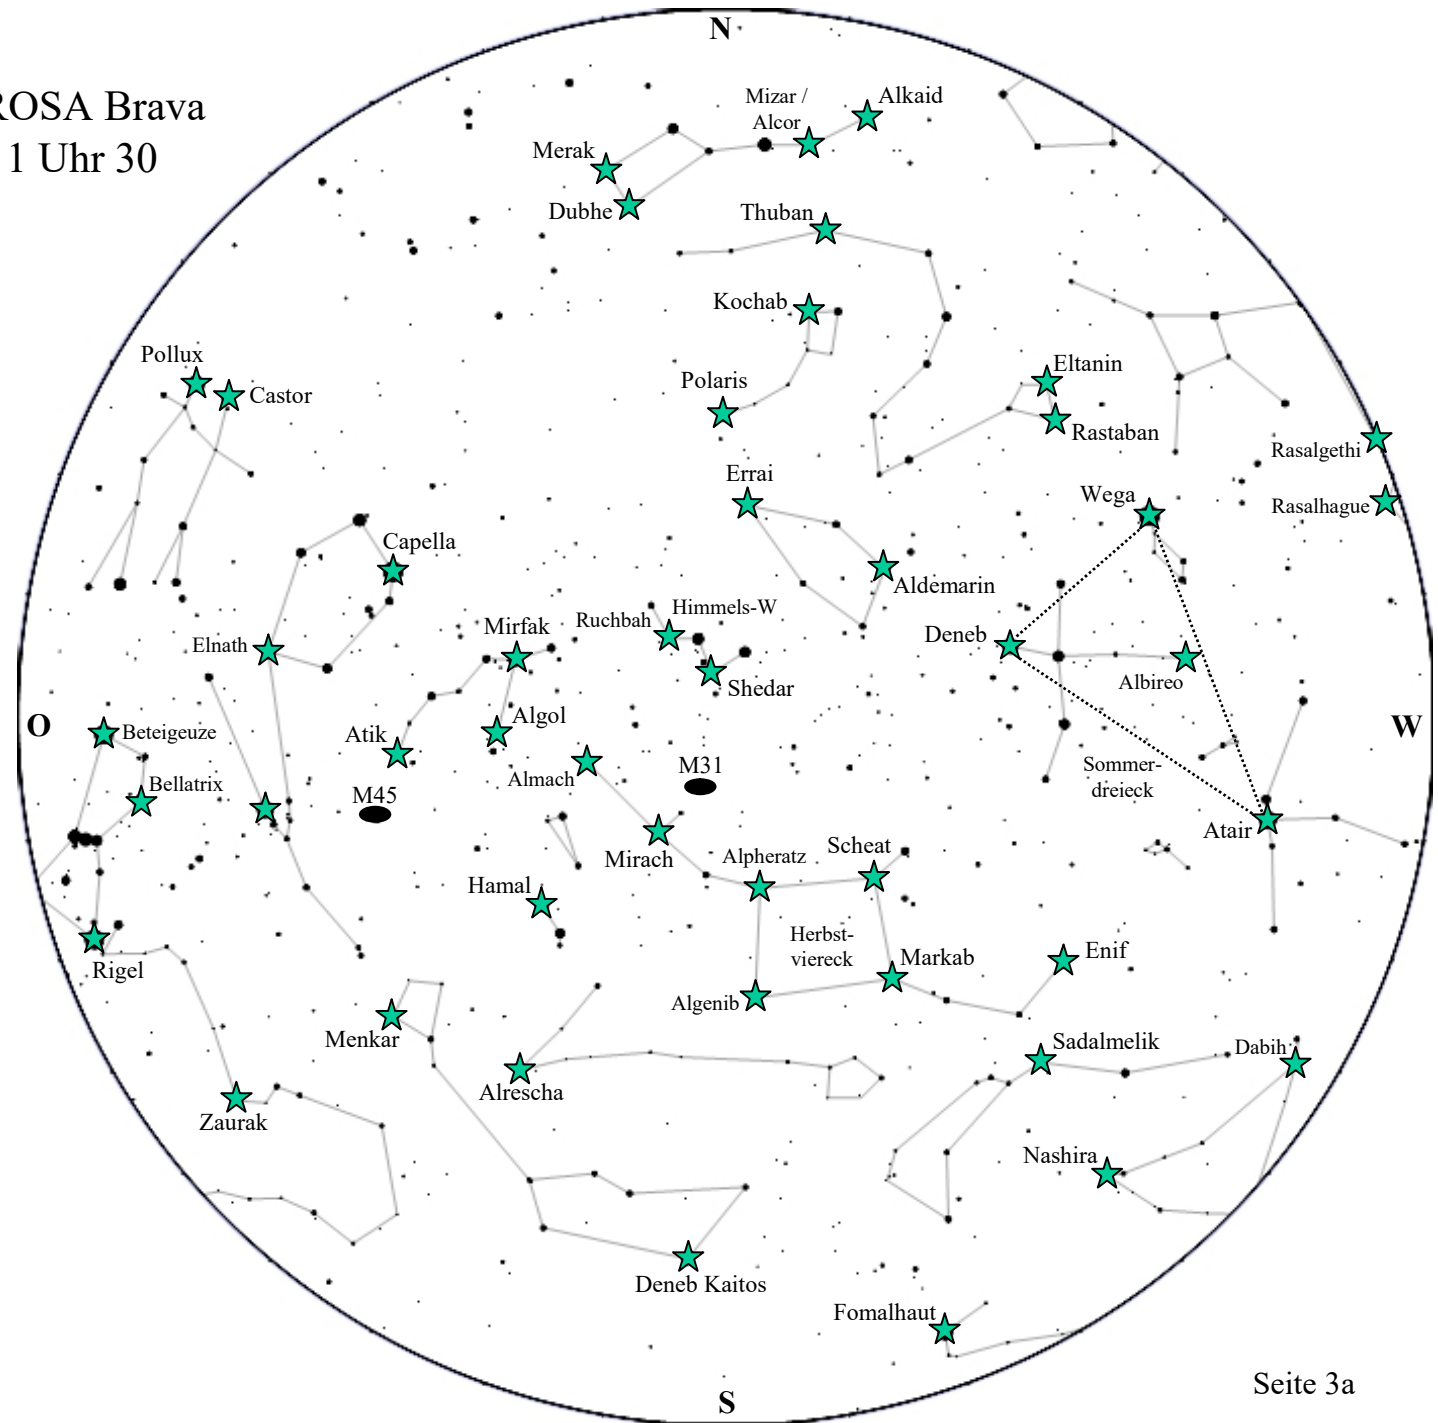 N
ROSA Brava
1 Uhr 30
Mizar /
Alcor
Alkaid
Merak
Dubhe
Thuban
Kochab
Pollux
Castor
Polaris
Eltanin
Rastaban
Rasalgethi
Errai
Wega
Rasalhague
Capella
Aldemarin
Himmels-W
Ruchbah
Mirfak
Deneb
Elnath
Shedar
Albireo
Algol
O
Beteigeuze
Atik
W
M31
Almach
Sommer-
dreieck
Bellatrix
M45
Atair
Mirach
Alpheratz
Scheat
Hamal
Herbst-
viereck
Markab
Enif
Rigel
Algenib
Menkar
Sadalmelik
Dabih
Alrescha
Zaurak
Nashira
Deneb Kaitos
Fomalhaut
Seite 3a
S